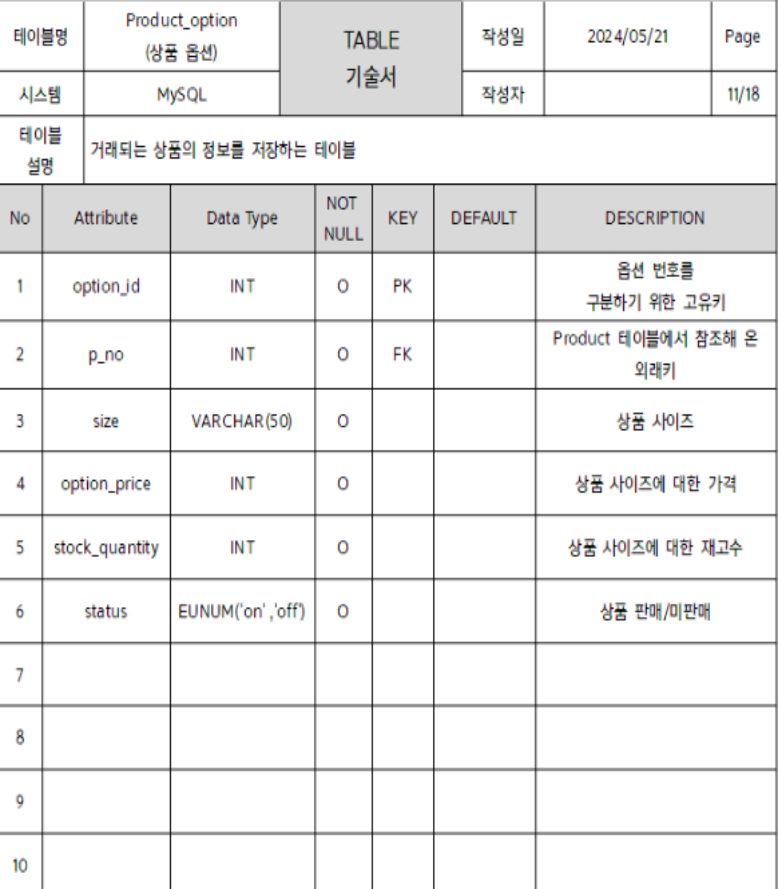 테이블명 Product_option (상품 옵션) TABLE 기술서 작성일 2024/05/21 Page
시스템 MySQL 작성자 11/18
테이블 설명 거래되는 상품의 정보를 저장하는 테이블
No Attribute Data Type NOT NULL KEY DEFAULT DESCRIPTION
1 option_id INT O PK 옵션 번호를 구분하기 위한 고유키
2 p_no INT O FK Product 테이블에서 참조해 온 외래키
3 size VARCHAR(50) O 상품 사이즈
4 option_price INT O 상품 사이즈에 대한 가격
5 stock_quantity INT O 상품 사이즈에 대한 재고수
6 status EUNUM('on','off') O 상품 판매/미판매
7
8
9
10